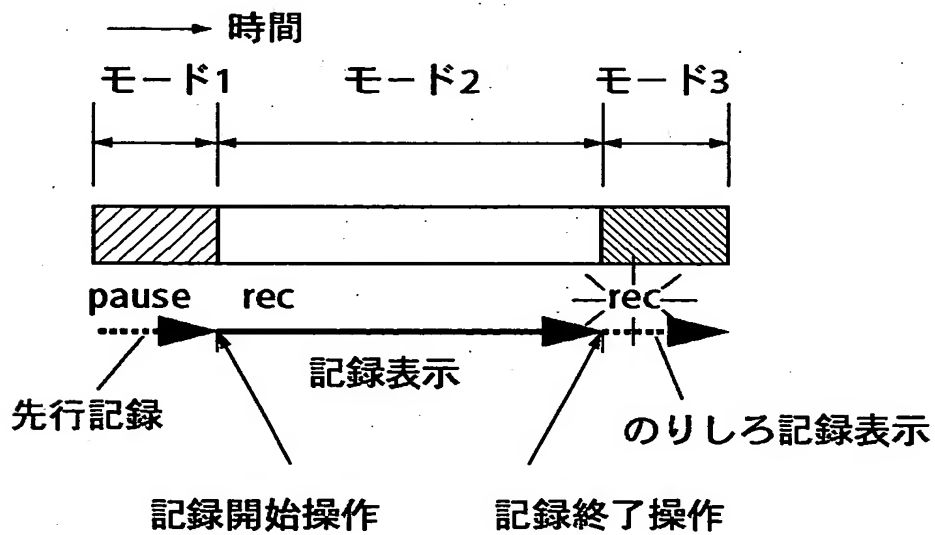 時間
モード1 モード2 モード3
pause rec rec
記録表示
先行記録
のりしろ記録表示
記録開始操作 記録終了操作